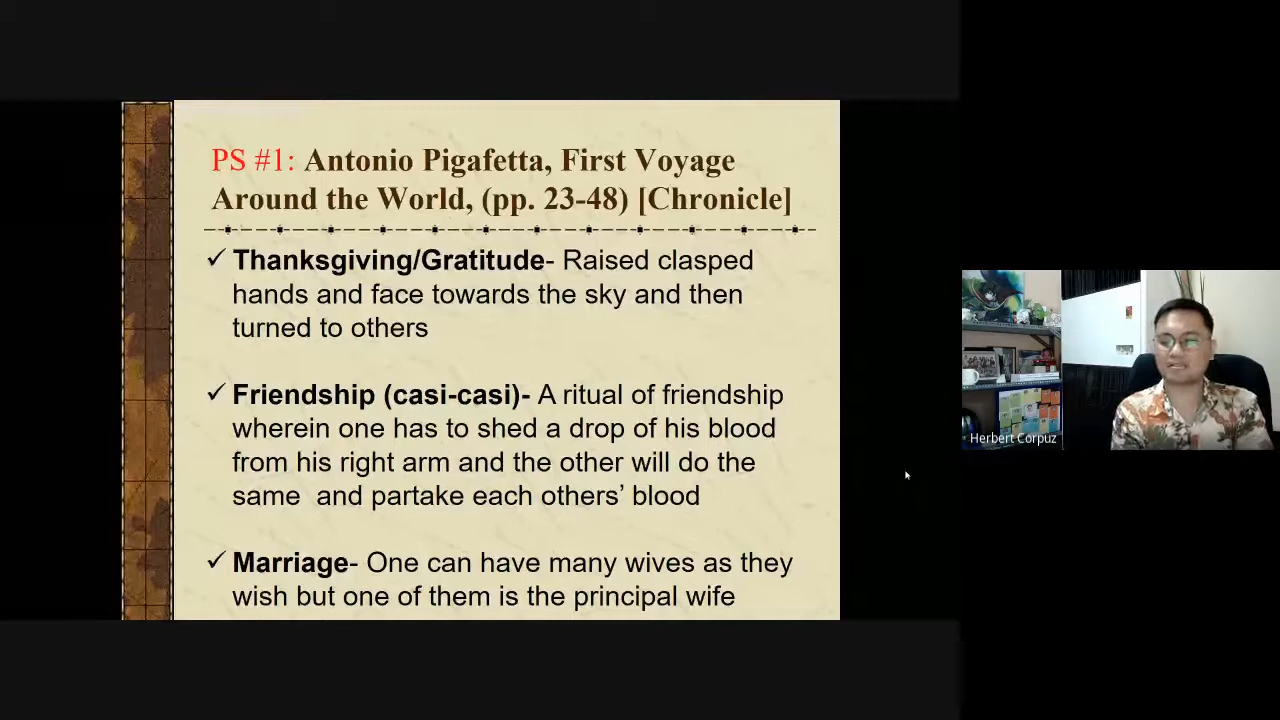 PS #1: Antonio Pigafetta, First Voyage
Around the World, (pp. 23-48) [Chronicle]
✓ Thanksgiving/Gratitude- Raised clasped
hands and face towards the sky and then
turned to others
✓ Friendship (casi-casi)- A ritual of friendship
wherein one has to shed a drop of his blood
from his right arm and the other will do the
same and partake each others’ blood
✓ Marriage- One can have many wives as they
wish but one of them is the principal wife
Herbert Corpuz